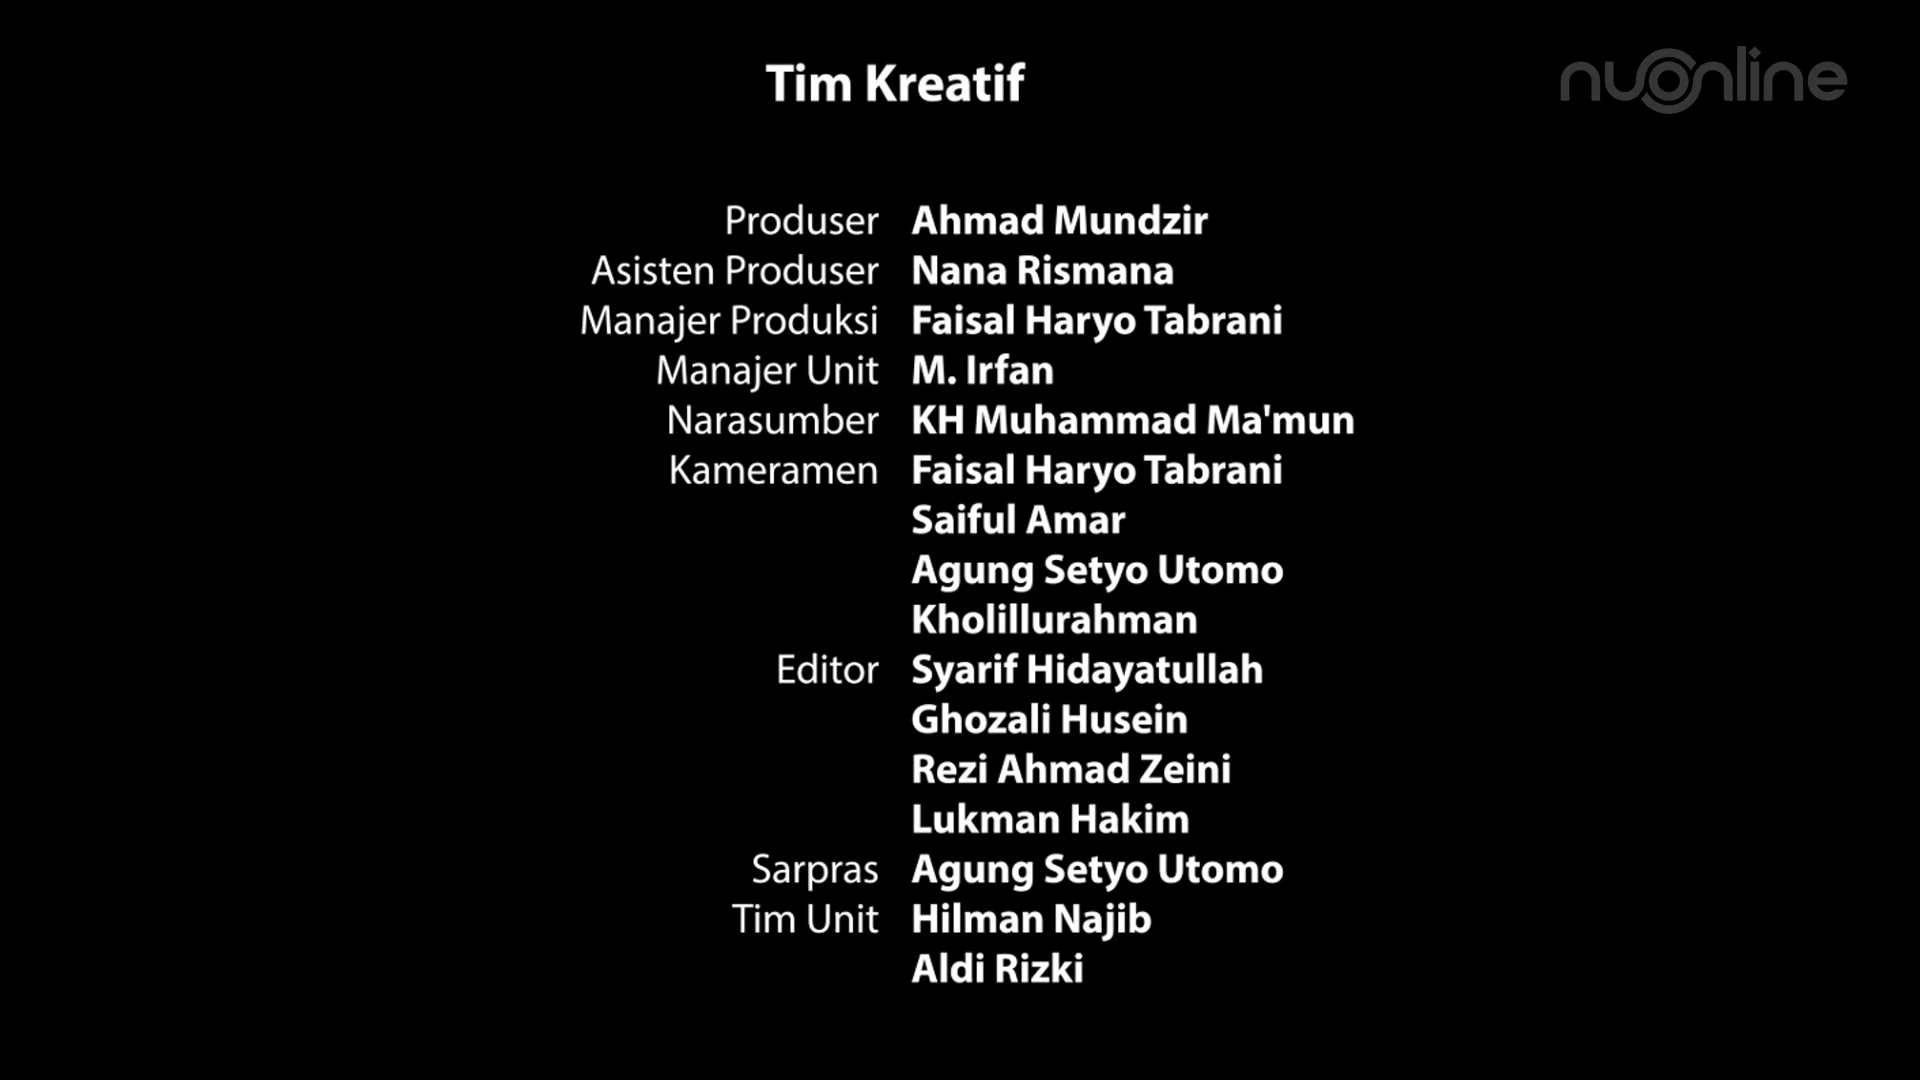 nuonline
Tim Kreatif
Produser Ahmad Mundzir
Asisten Produser Nana Rismana
Manajer Produksi Faisal Haryo Tabrani
Manajer Unit M. Irfan
Narasumber KH Muhammad Ma'mun
Kameramen Faisal Haryo Tabrani
Saiful Amar
Agung Setyo Utomo
Kholillurahman
Editor Syarif Hidayatullah
Ghozali Husein
Rezi Ahmad Zeini
Lukman Hakim
Sarpras Agung Setyo Utomo
Tim Unit Hilman Najib
Aldi Rizki